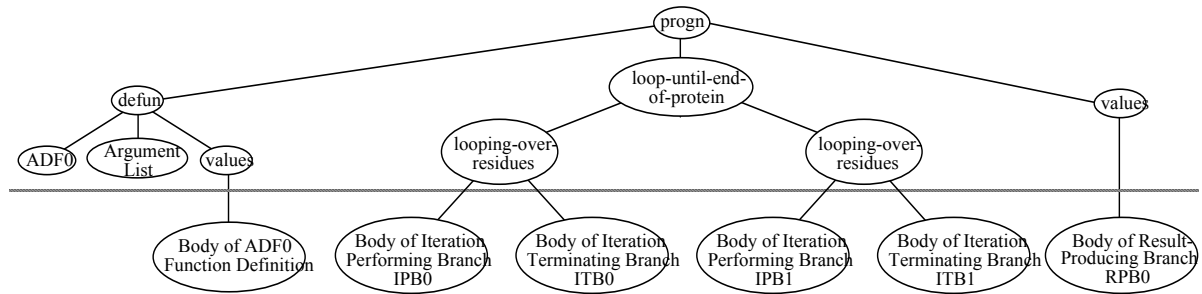 progn
loop-until-end-
of-protein
defun
values
ADF0
Argument
List
values
looping-over-
residues
looping-over-
residues
Body of ADF0
Function Definition
Body of Iteration
Performing Branch
IPB0
Body of Iteration
Terminating Branch
ITB0
Body of Iteration
Performing Branch
IPB1
Body of Iteration
Terminating Branch
ITB1
Body of Result-
Producing Branch
RPB0